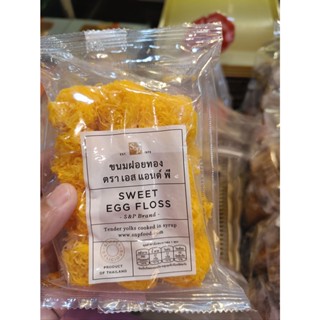 ขนมฝอยทอง
ตรา เอส แอนด์ พี
SWEET
EGG FLOSS
- S&P Brand -
Tender yolks cooked in syrup
www.snpfood.com
PRODUCT
OF THAILAND